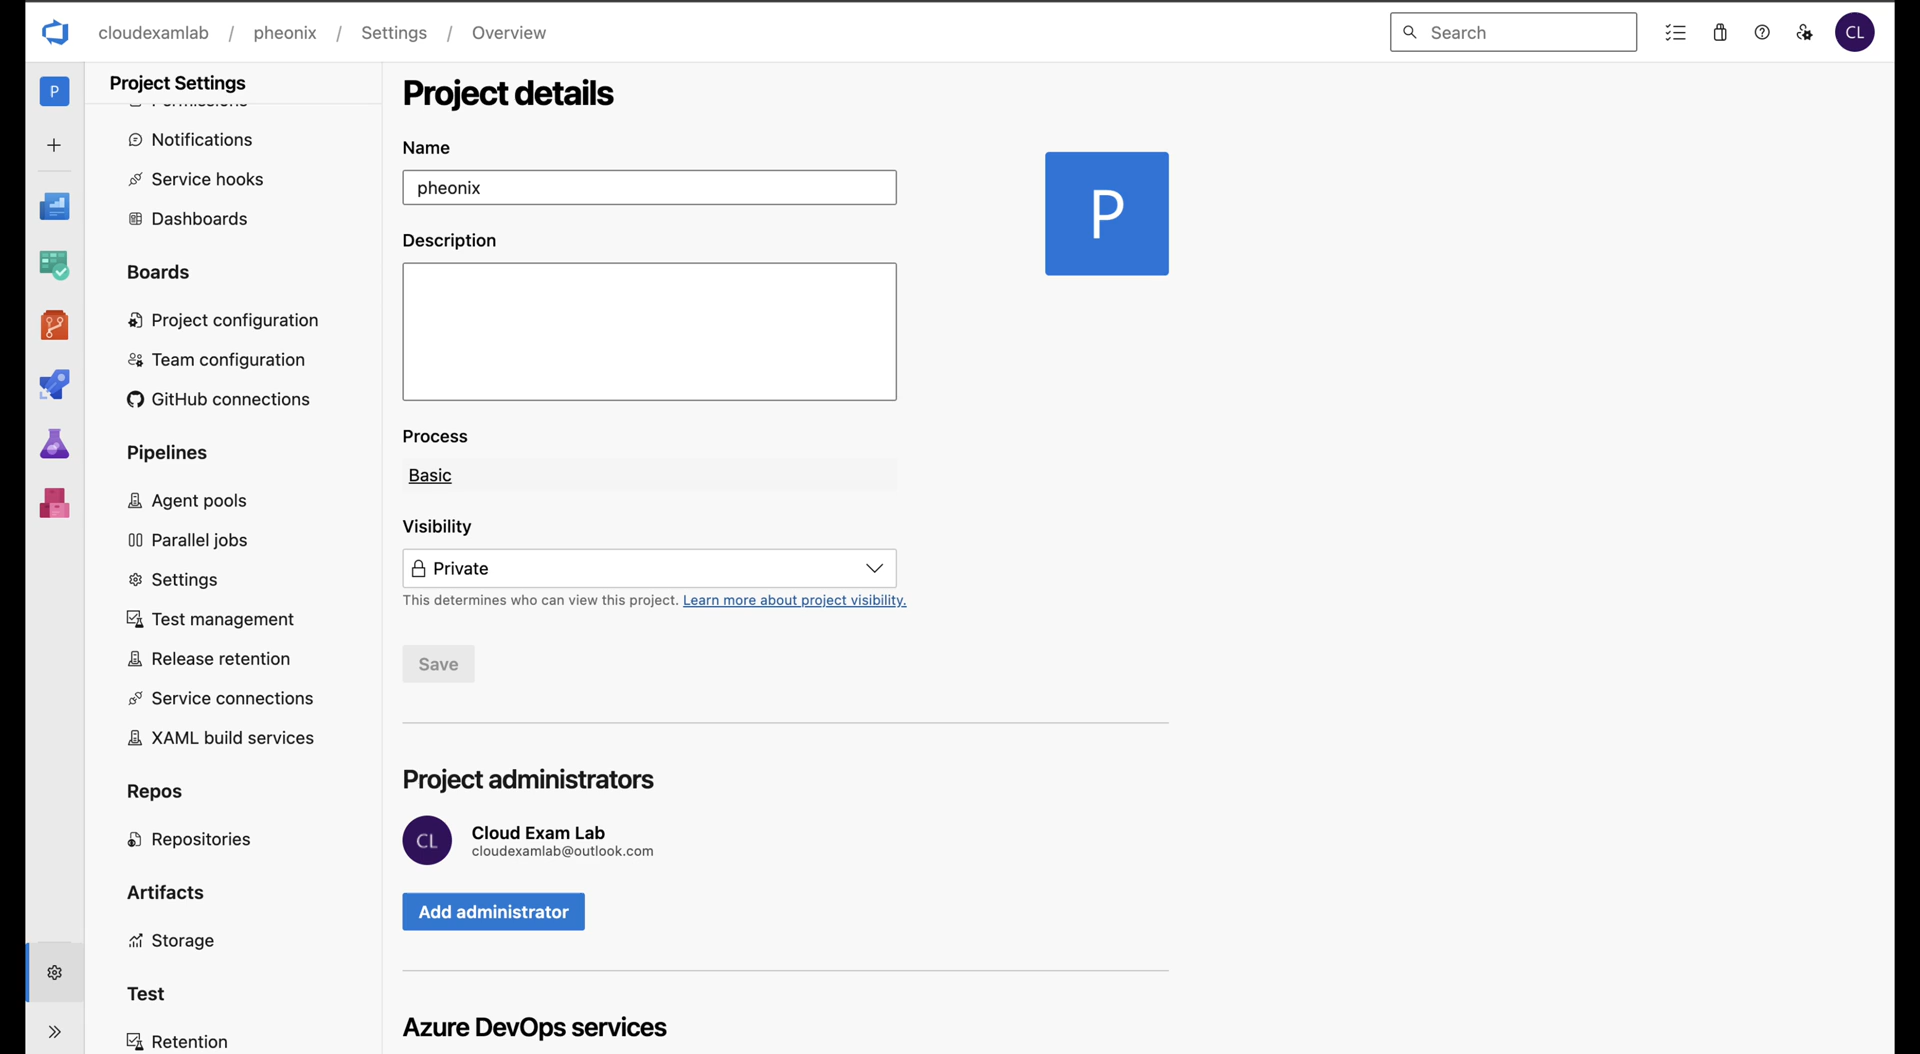 cloudexamlab / pheonix / Settings / Overview
Search
CL
P
Project Settings
Permissions
Notifications
Service hooks
Dashboards
Boards
Project configuration
Team configuration
GitHub connections
Pipelines
Agent pools
Parallel jobs
Settings
Test management
Release retention
Service connections
XAML build services
Repos
Repositories
Artifacts
Storage
Test
Retention
Project details
Name
pheonix
P
Description
Process
Basic
Visibility
Private
This determines who can view this project. Learn more about project visibility.
Save
Project administrators
CL
Cloud Exam Lab
cloudexamlab@outlook.com
Add administrator
Azure DevOps services